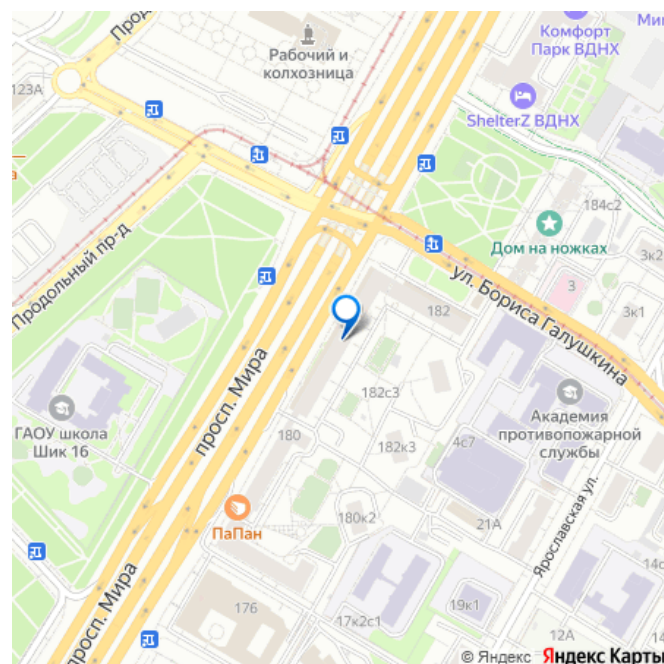 Комфорт
Парк ВДНХ
Рабочий и
колхозница
123А
ShelterZ ВДНХ
184с2
Дом на ножках
3к2
3
3к1
Продольный пр-д
ул. Бориса Галушкина
182
просп. Мира
182с3
ГАОУ школа
Шик 16
Академия
противопожарной
службы
180
4с7
182к3
ПаПан
180к2
21А
Ярославская ул.
просп. Мира
176
17к2с1
19к1
12А
© Яндекс Яндекс Карты